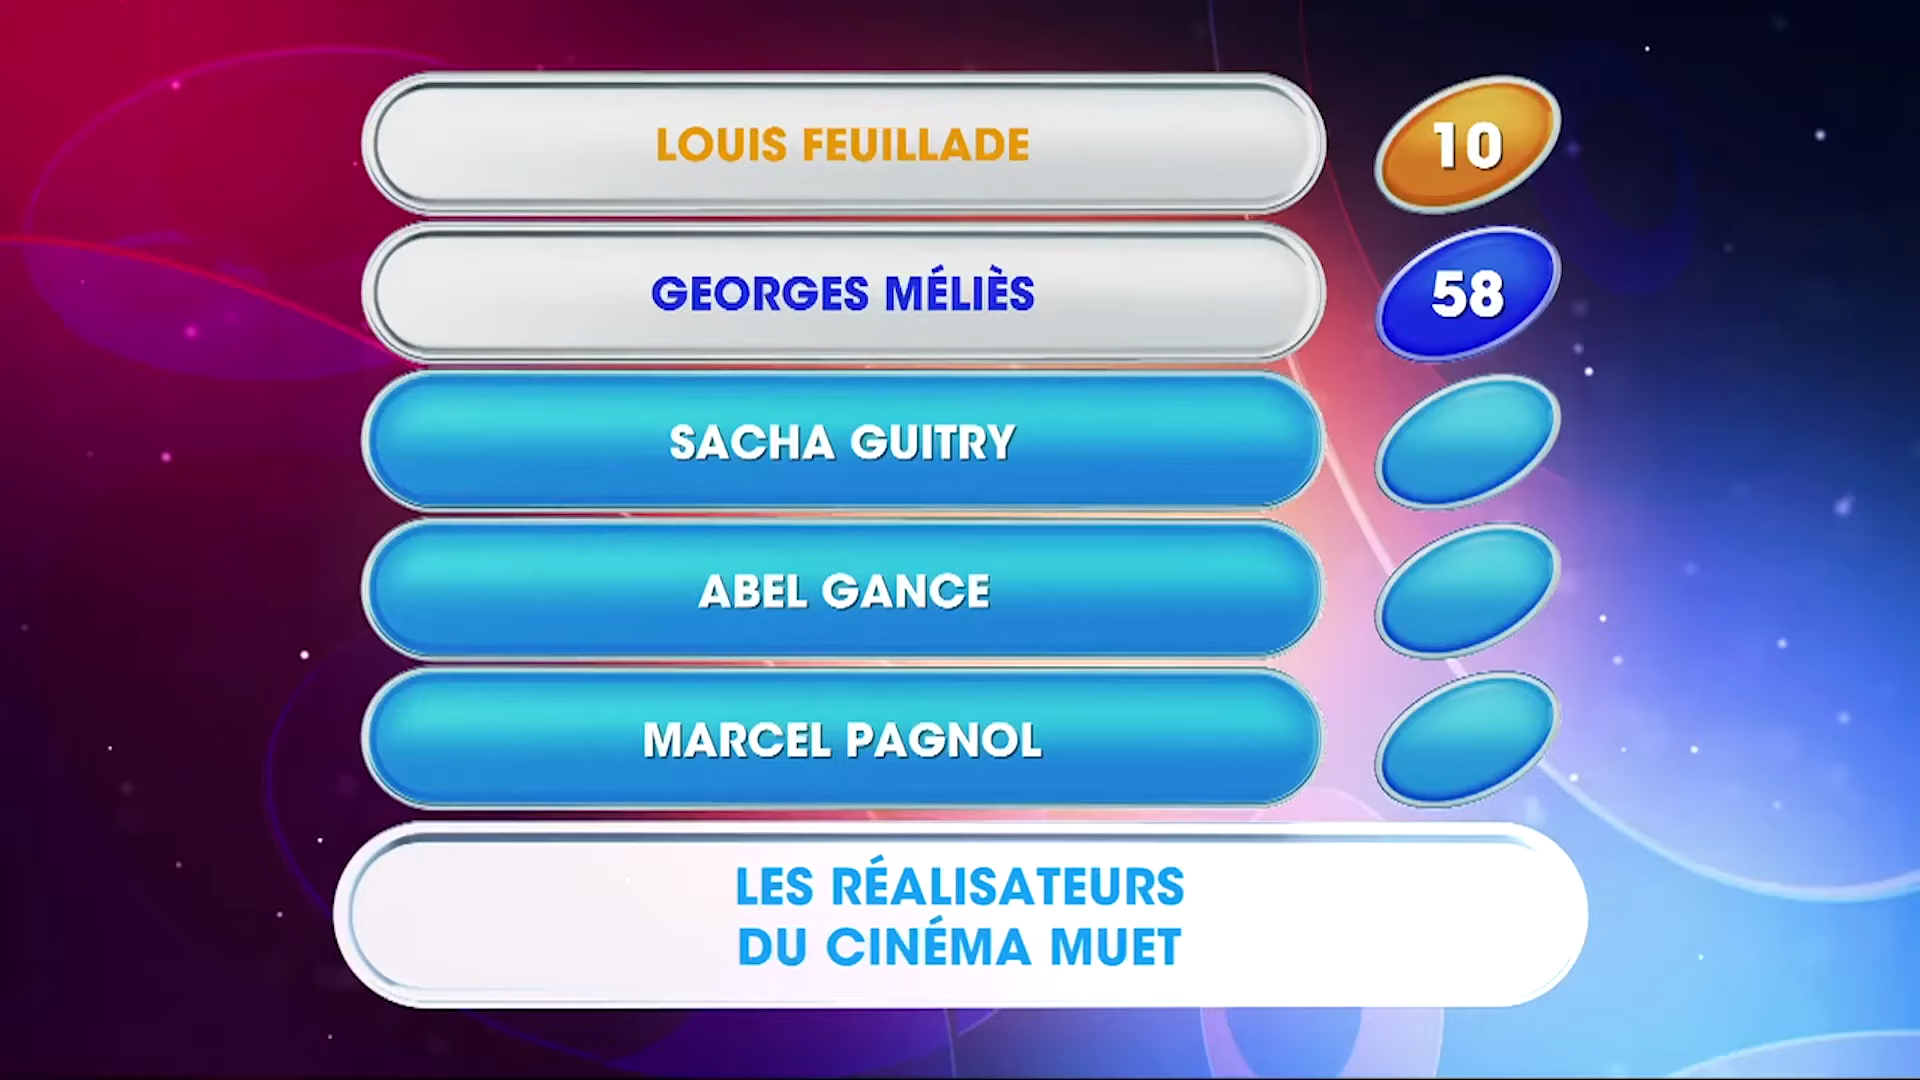 LOUIS FEUILLADE 10
GEORGES MÉLIÈS 58
SACHA GUITRY
ABEL GANCE
MARCEL PAGNOL
LES RÉALISATEURS
DU CINÉMA MUET